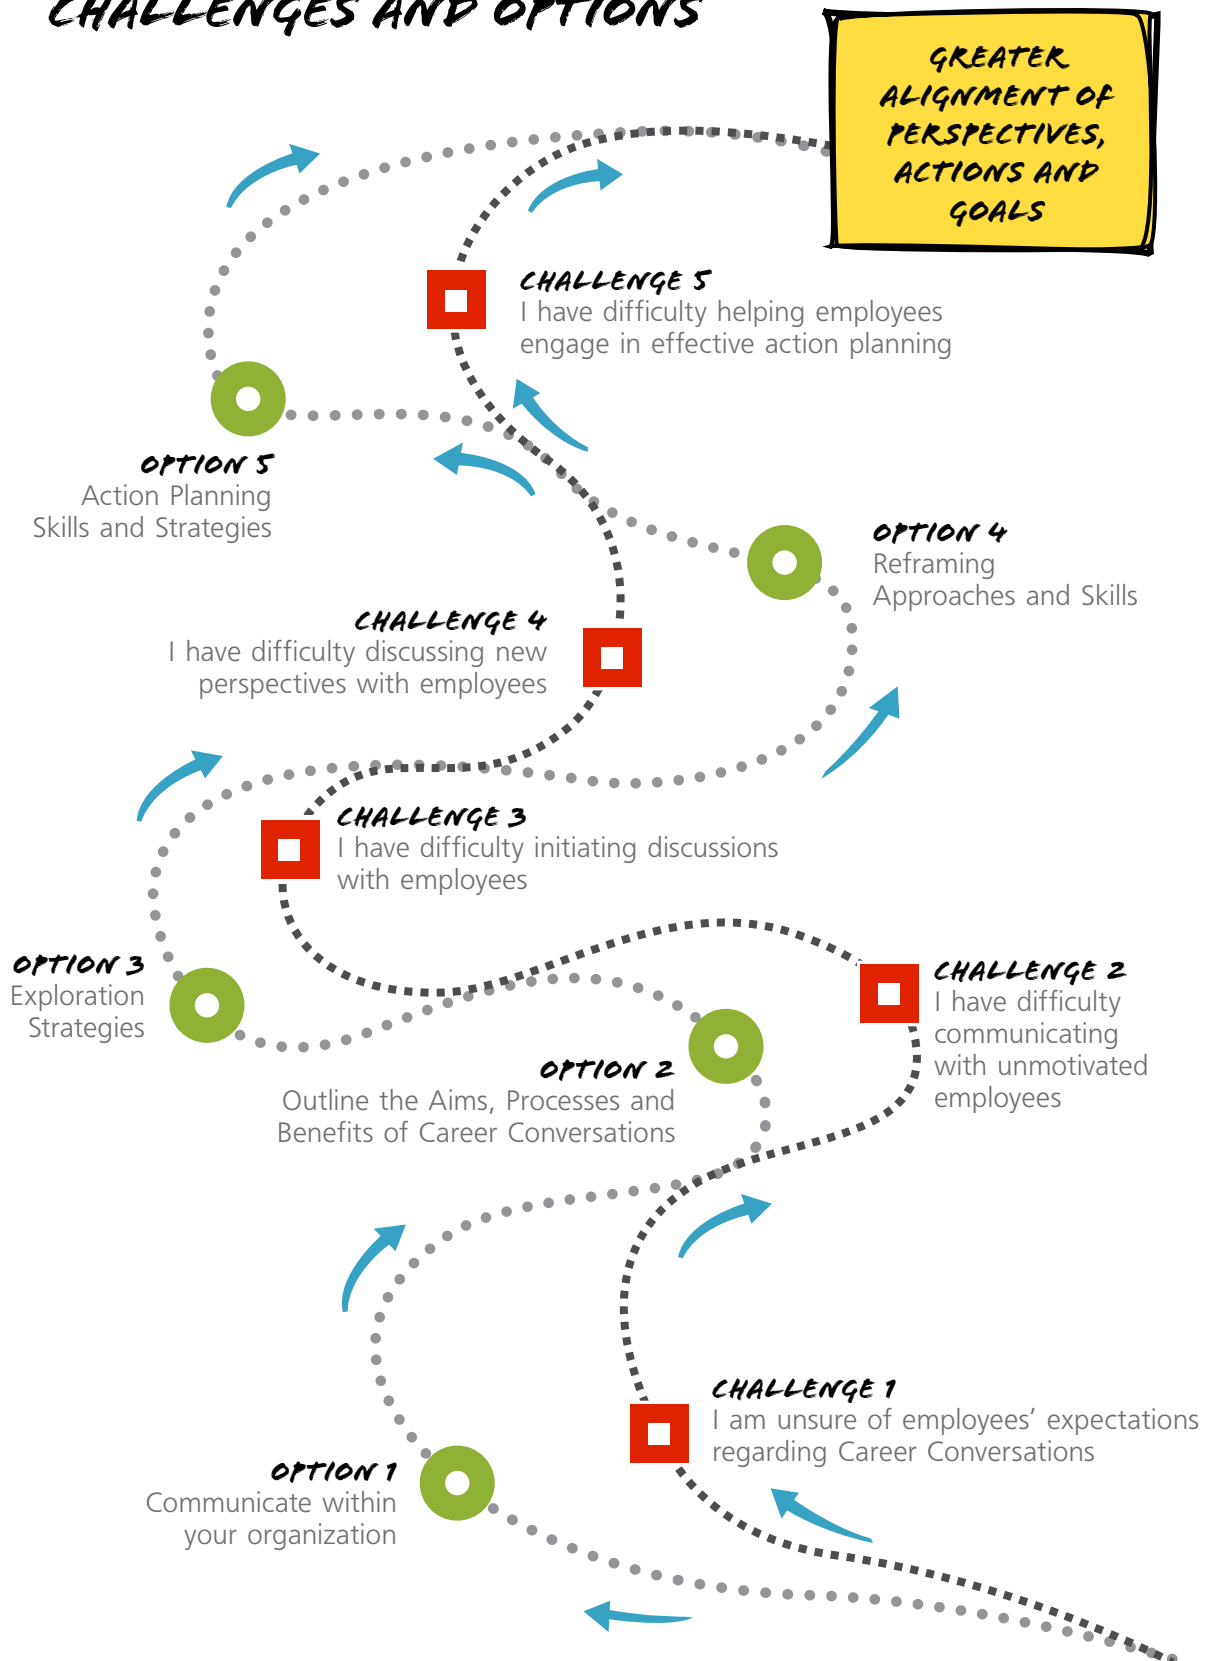 CHALLENGES AND OPTIONS
GREATER
ALIGNMENT OF
PERSPECTIVES,
ACTIONS AND
GOALS
CHALLENGE 5
I have difficulty helping employees
engage in effective action planning
OPTION 5
Action Planning
Skills and Strategies
OPTION 4
Reframing
Approaches and Skills
CHALLENGE 4
I have difficulty discussing new
perspectives with employees
CHALLENGE 3
I have difficulty initiating discussions
with employees
OPTION 3
Exploration
Strategies
CHALLENGE 2
I have difficulty
communicating
with unmotivated
employees
OPTION 2
Outline the Aims, Processes and
Benefits of Career Conversations
CHALLENGE 1
I am unsure of employees’ expectations
regarding Career Conversations
OPTION 1
Communicate within
your organization